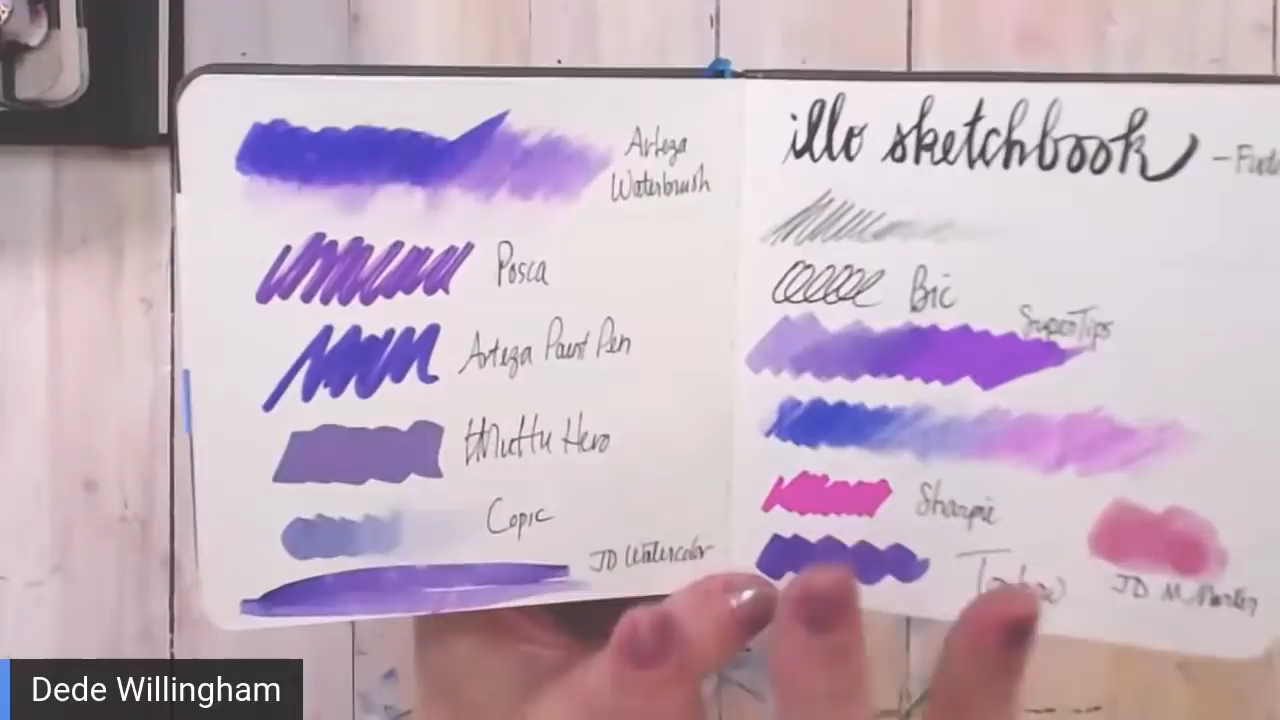 Arteza
Waterbrush
Posca
Arteza Paint Pen
Hero
Copic
JD Watercolor
illo sketchbook
Bic
SuperTips
Sharpie
JD M Marker
Dede Willingham